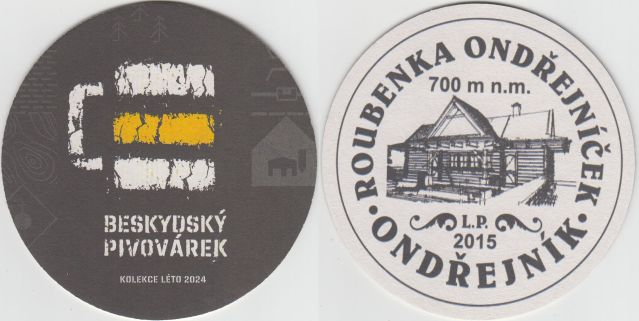 BESKYDSKÝ
PIVOVÁREK
KOLEKCE LÉTO 2024
ROUBENKA ONDŘEJNÍČEK
700 m n.m.
L.P.
2015
• ONDŘEJNÍK •